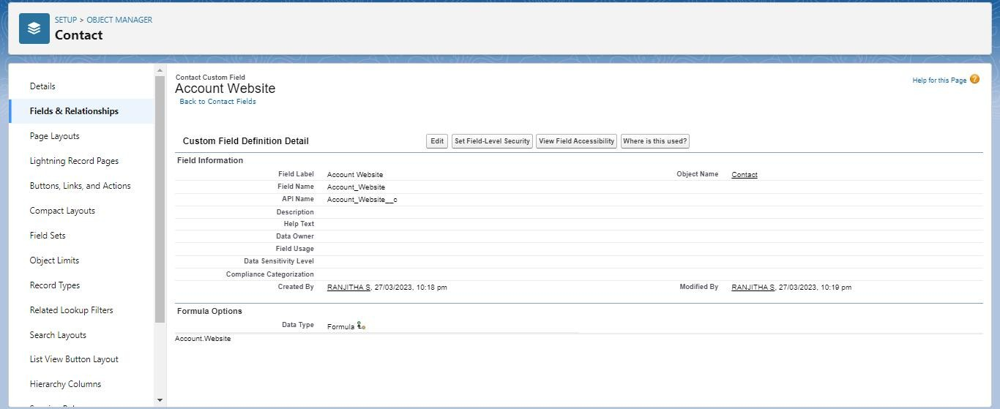 SETUP > OBJECT MANAGER
Contact
Details
Fields & Relationships
Page Layouts
Lightning Record Pages
Buttons, Links, and Actions
Compact Layouts
Field Sets
Object Limits
Record Types
Related Lookup Filters
Search Layouts
List View Button Layout
Hierarchy Columns
Contact Custom Field
Account Website
Back to Contact Fields
Help for this Page ?
Custom Field Definition Detail Edit Set Field-Level Security View Field Accessibility Where is this used?
Field Information
Field Label Account Website Object Name Contact
Field Name Account_Website
API Name Account_Website__c
Description
Help Text
Data Owner
Field Usage
Data Sensitivity Level
Compliance Categorization
Created By RANJITHA S, 27/03/2023, 10:18 pm Modified By RANJITHA S, 27/03/2023, 10:19 pm
Formula Options
Data Type Formula
Account.Website